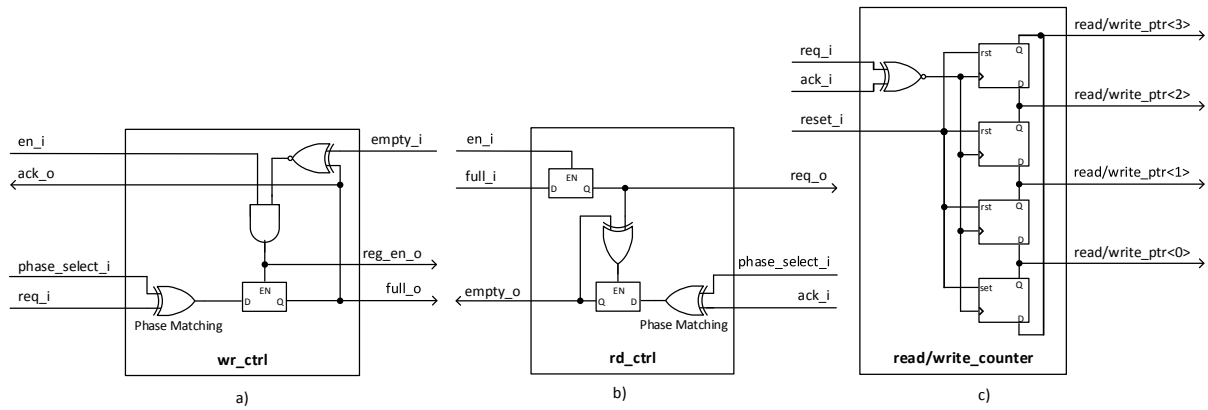 en_i
empty_i
ack_o
reg_en_o
phase_select_i
D
EN
Q
full_o
req_i
Phase Matching
wr_ctrl
a)
en_i
full_i
EN
D
Q
req_o
phase_select_i
empty_o
Q
EN
D
ack_i
Phase Matching
rd_ctrl
b)
req_i
ack_i
reset_i
rst
Q
D
read/write_ptr<3>
read/write_ptr<2>
rst
Q
D
read/write_ptr<1>
rst
Q
D
read/write_ptr<0>
set
Q
D
read/write_counter
c)